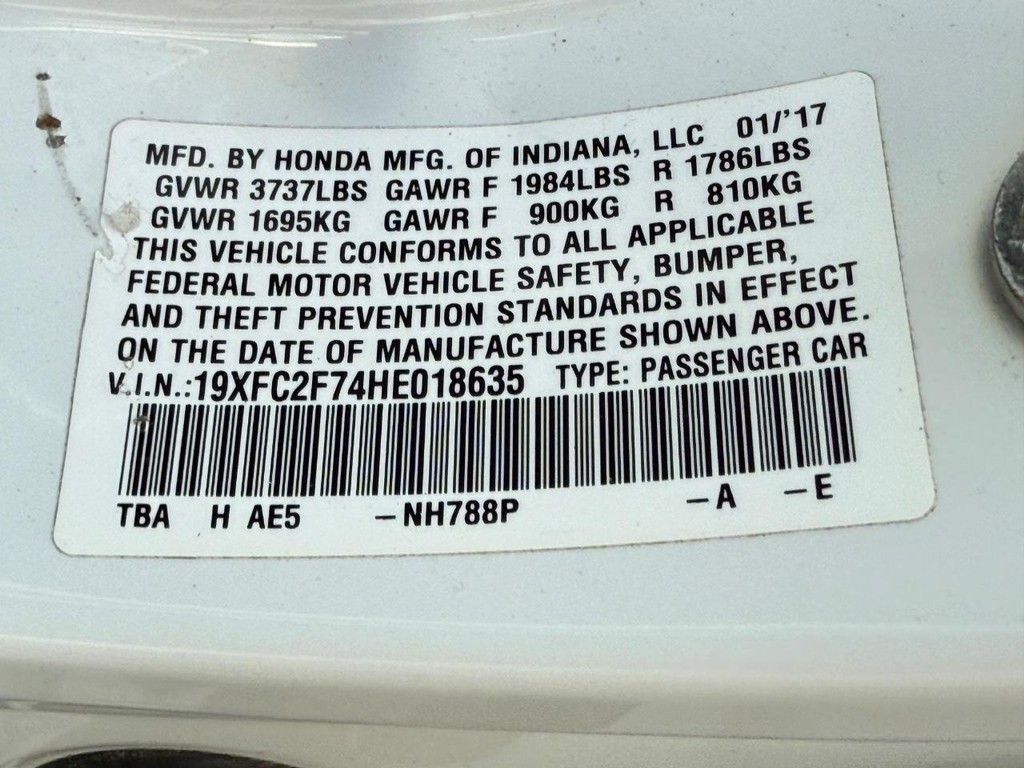 MFD. BY HONDA MFG. OF INDIANA, LLC 01/'17
GVWR 3737LBS GAWR F 1984LBS R 1786LBS
GVWR 1695KG GAWR F 900KG R 810KG
THIS VEHICLE CONFORMS TO ALL APPLICABLE
FEDERAL MOTOR VEHICLE SAFETY, BUMPER,
AND THEFT PREVENTION STANDARDS IN EFFECT
ON THE DATE OF MANUFACTURE SHOWN ABOVE.
V.I.N.:19XFC2F74HE018635 TYPE: PASSENGER CAR
TBA H AE5 –NH788P –A –E